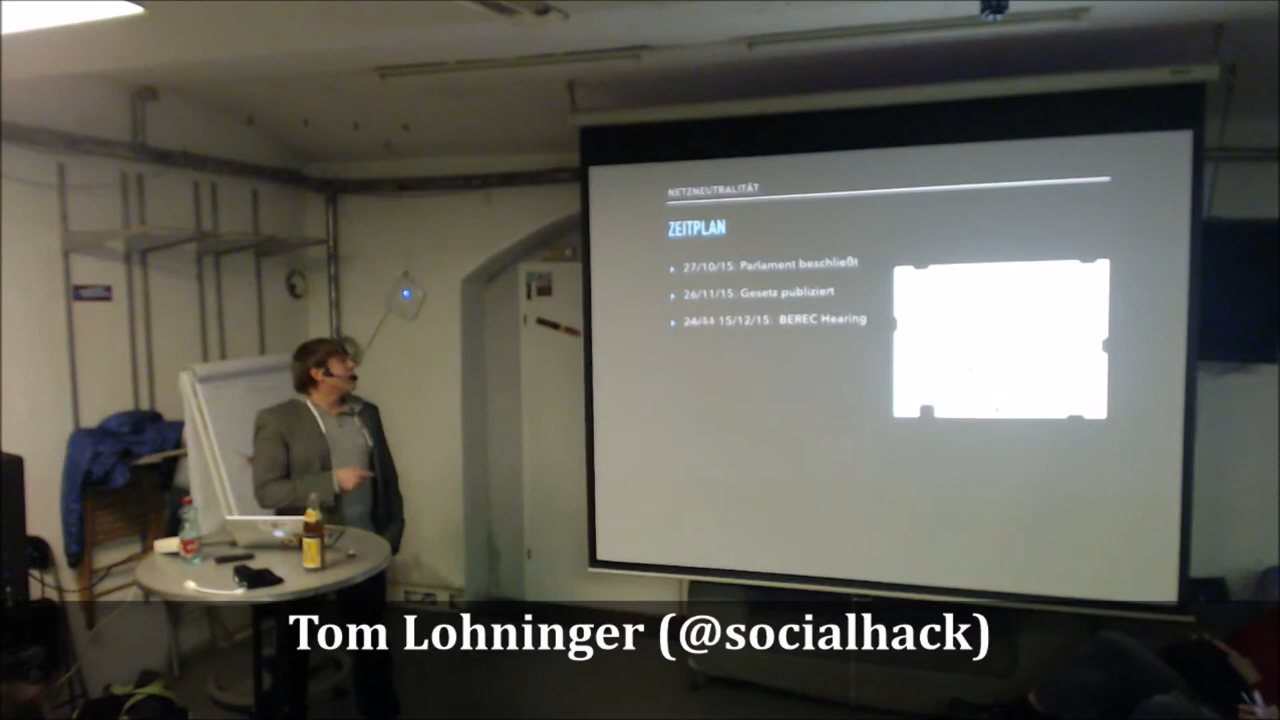 NETZNEUTRALITÄT
ZEITPLAN
27/10/15: Parlament beschließt
26/11/15: Gesetz publiziert
24/11 15/12/15: BEREC Hearing
Tom Lohninger (@socialhack)